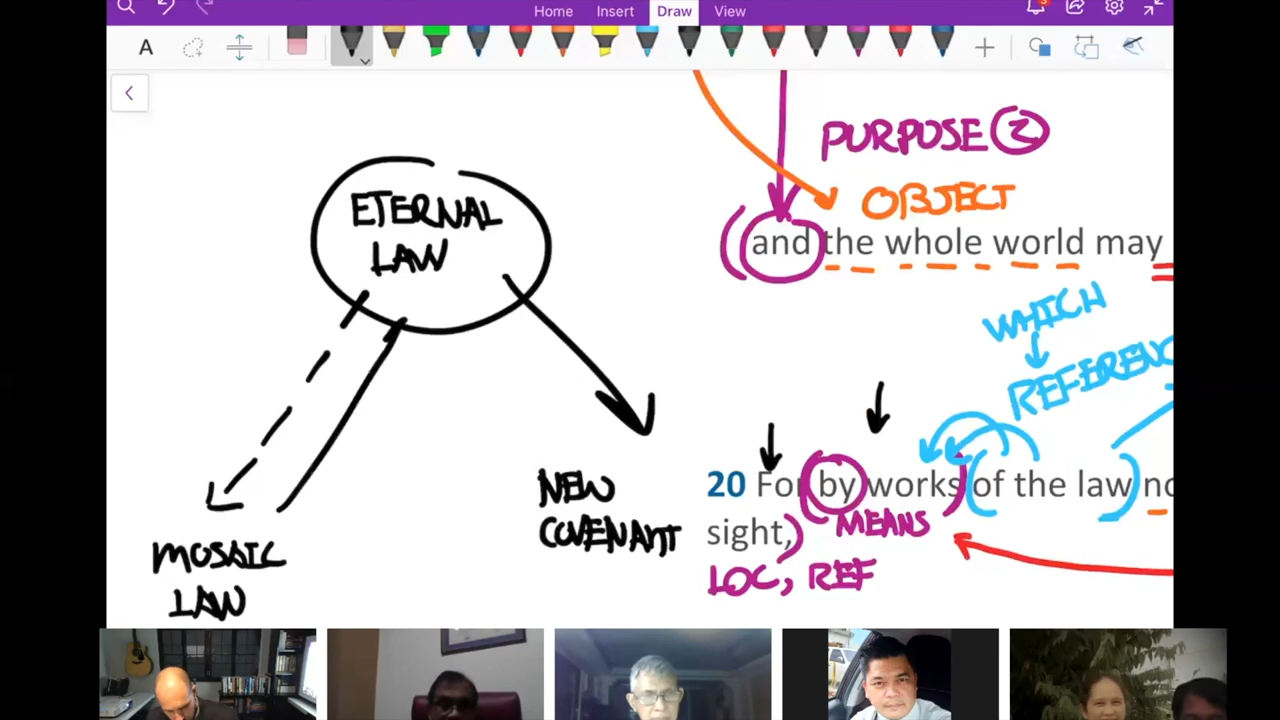 Home Insert Draw View
A
PURPOSE 2
OBJECT
and the whole world may
ETERNAL
LAW
WHICH
REFERENC
20 For by works of the law no
MEANS
sight,
LOC, REF
NEW
COVENANT
MOSAIC
LAW